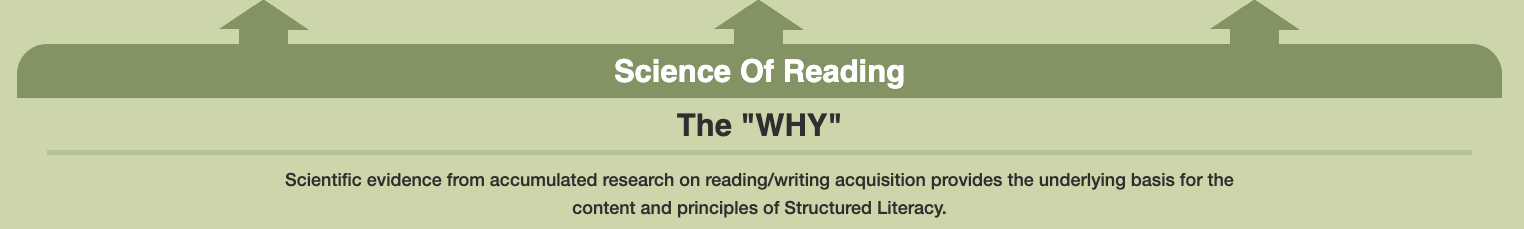 Science Of Reading
The "WHY"
Scientific evidence from accumulated research on reading/writing acquisition provides the underlying basis for the
content and principles of Structured Literacy.